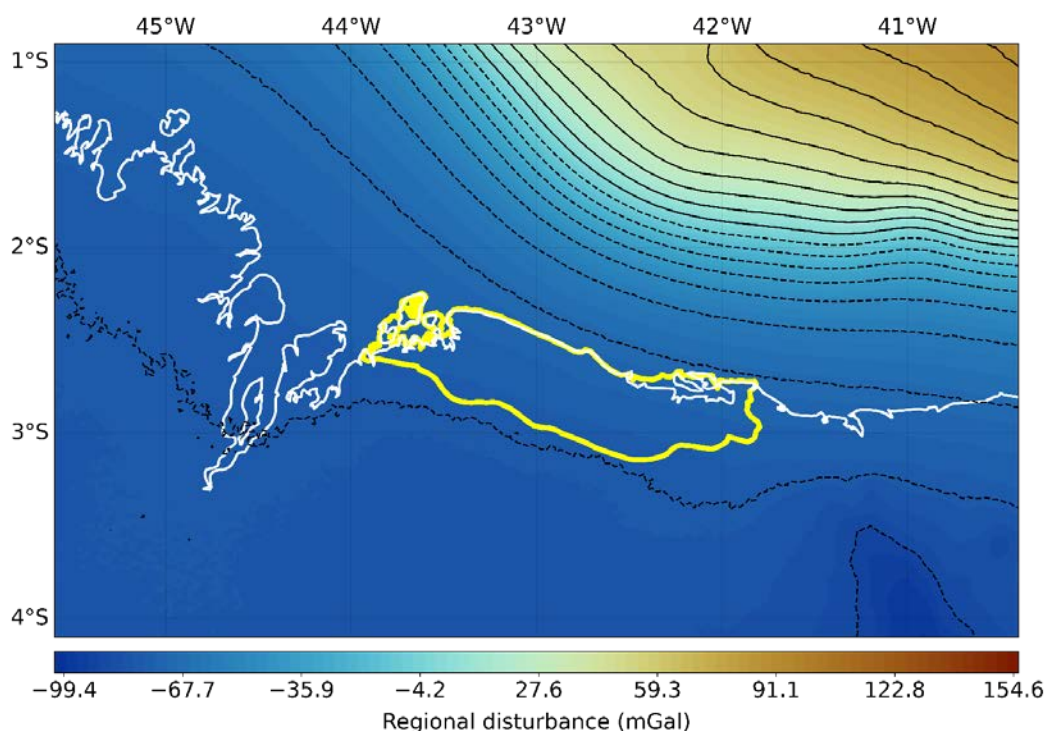 45°W 44°W 43°W 42°W 41°W
1°S
2°S
3°S
4°S
−99.4 −67.7 −35.9 −4.2 27.6 59.3 91.1 122.8 154.6
Regional disturbance (mGal)